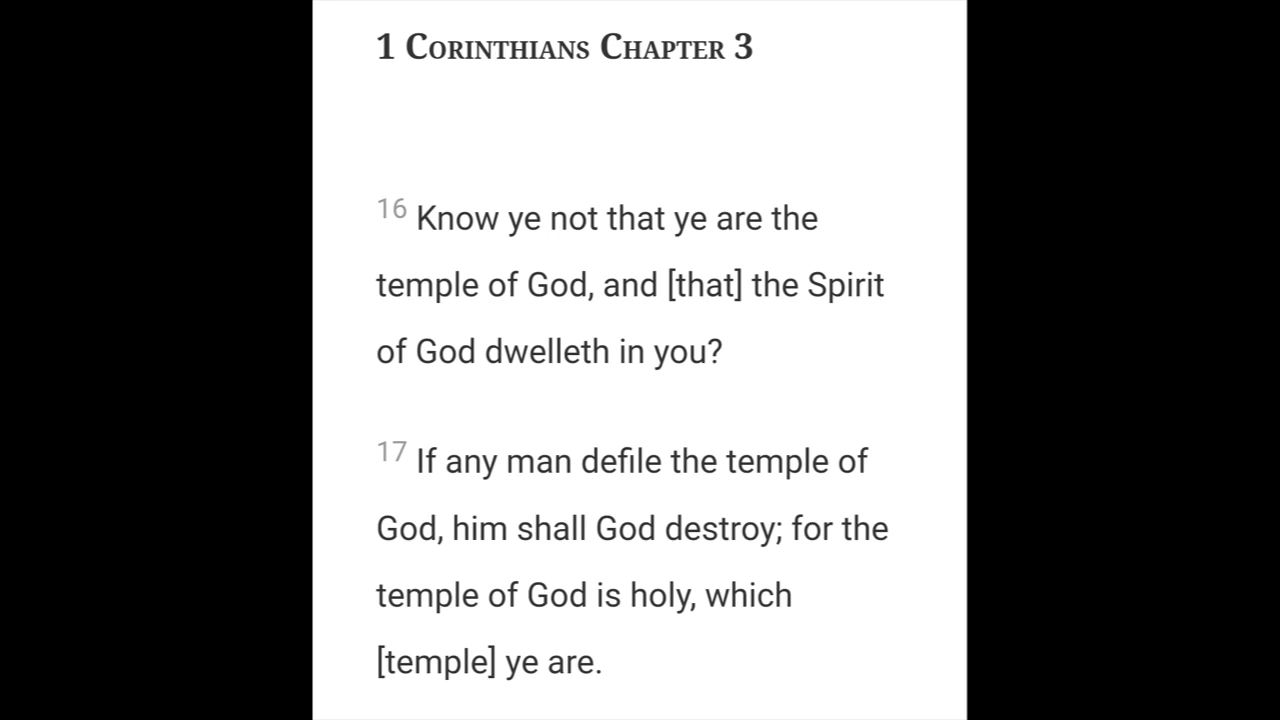 1 Corinthians Chapter 3
16 Know ye not that ye are the
temple of God, and [that] the Spirit
of God dwelleth in you?
17 If any man defile the temple of
God, him shall God destroy; for the
temple of God is holy, which
[temple] ye are.